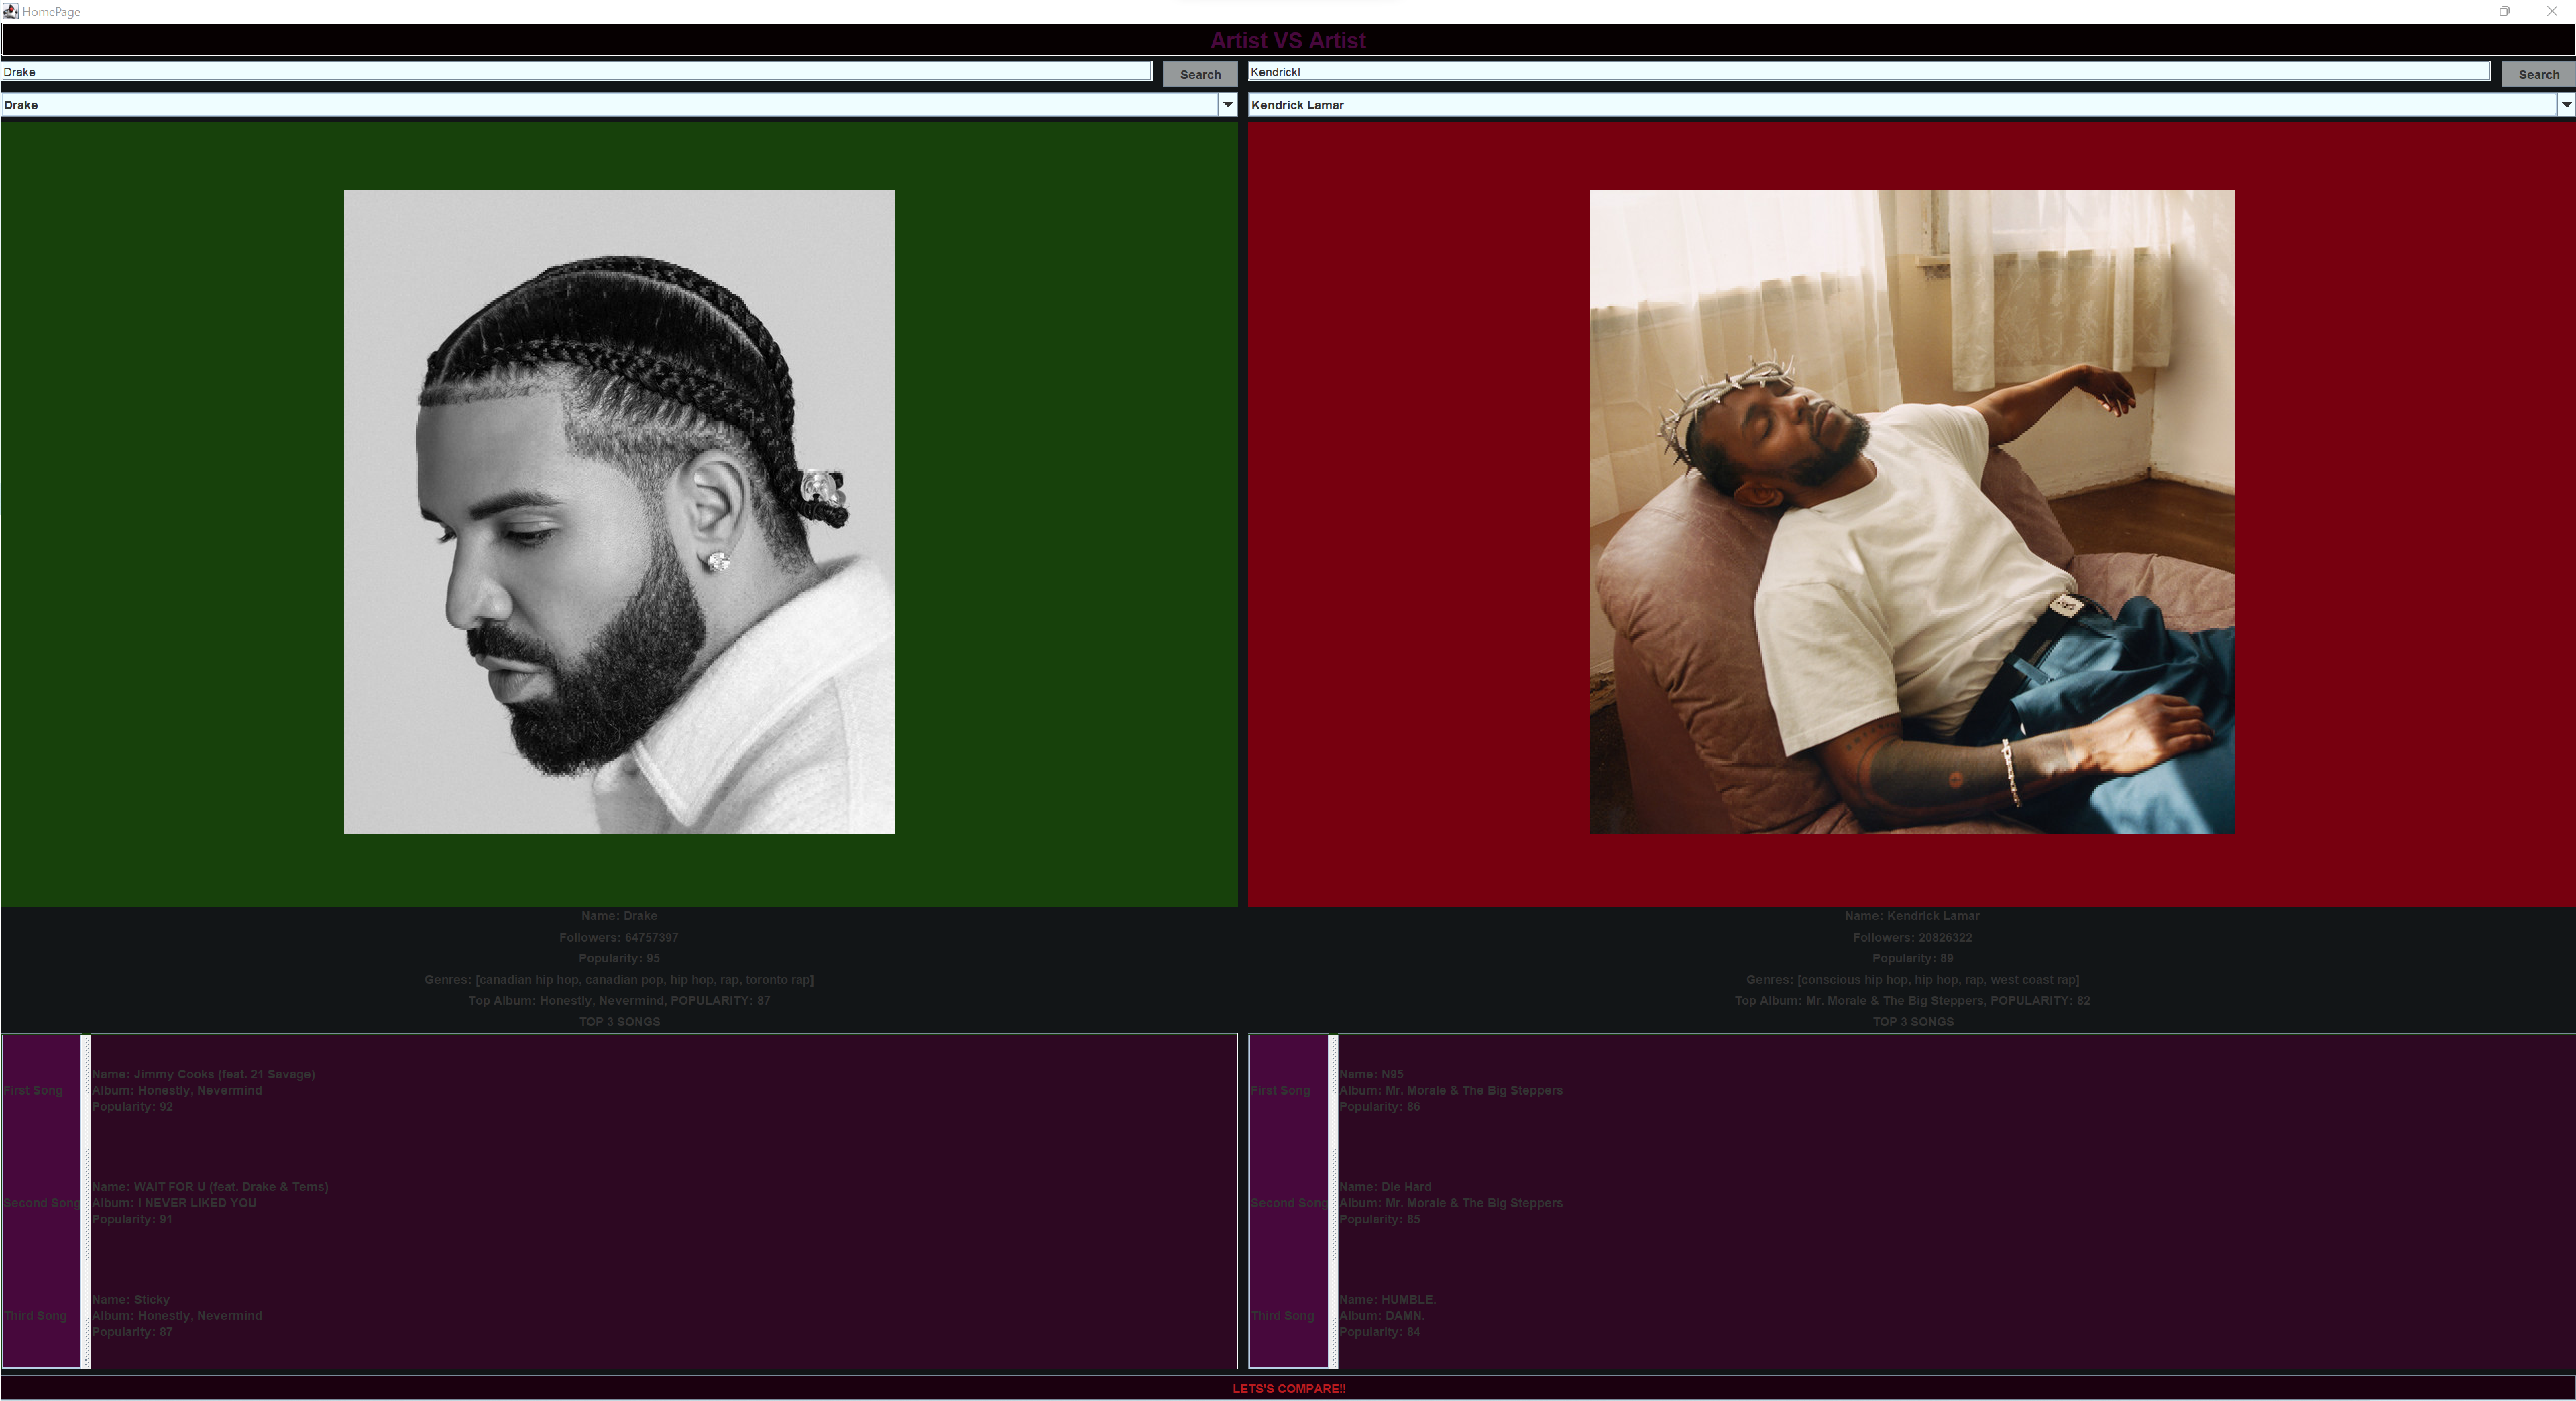 HomePage
Artist VS Artist
Drake
Search
Kendrickl
Search
Drake
Kendrick Lamar
Name: Drake
Followers: 64757397
Popularity: 95
Genres: [canadian hip hop, canadian pop, hip hop, rap, toronto rap]
Top Album: Honestly, Nevermind, POPULARITY: 87
TOP 3 SONGS
First Song
Name: Jimmy Cooks (feat. 21 Savage)
Album: Honestly, Nevermind
Popularity: 92
Second Song
Name: WAIT FOR U (feat. Drake & Tems)
Album: I NEVER LIKED YOU
Popularity: 91
Third Song
Name: Sticky
Album: Honestly, Nevermind
Popularity: 87
Name: Kendrick Lamar
Followers: 20826322
Popularity: 89
Genres: [conscious hip hop, hip hop, rap, west coast rap]
Top Album: Mr. Morale & The Big Steppers, POPULARITY: 82
TOP 3 SONGS
First Song
Name: N95
Album: Mr. Morale & The Big Steppers
Popularity: 86
Second Song
Name: Die Hard
Album: Mr. Morale & The Big Steppers
Popularity: 85
Third Song
Name: HUMBLE.
Album: DAMN.
Popularity: 84
LETS'S COMPARE!!